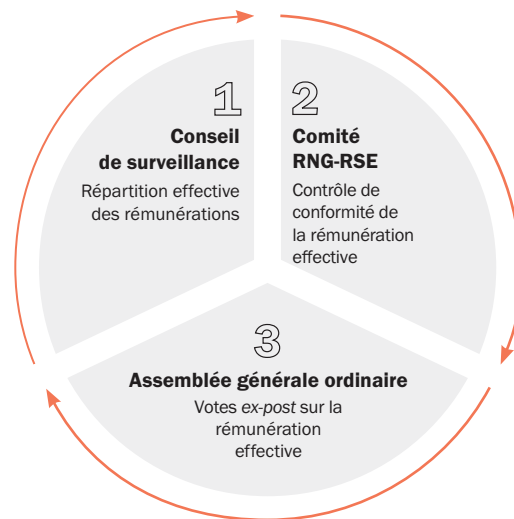 1
Conseil
de surveillance
Répartition effective
des rémunérations
2
Comité
RNG-RSE
Contrôle de
conformité de
la rémunération
effective
3
Assemblée générale ordinaire
Votes ex-post sur la
rémunération
effective